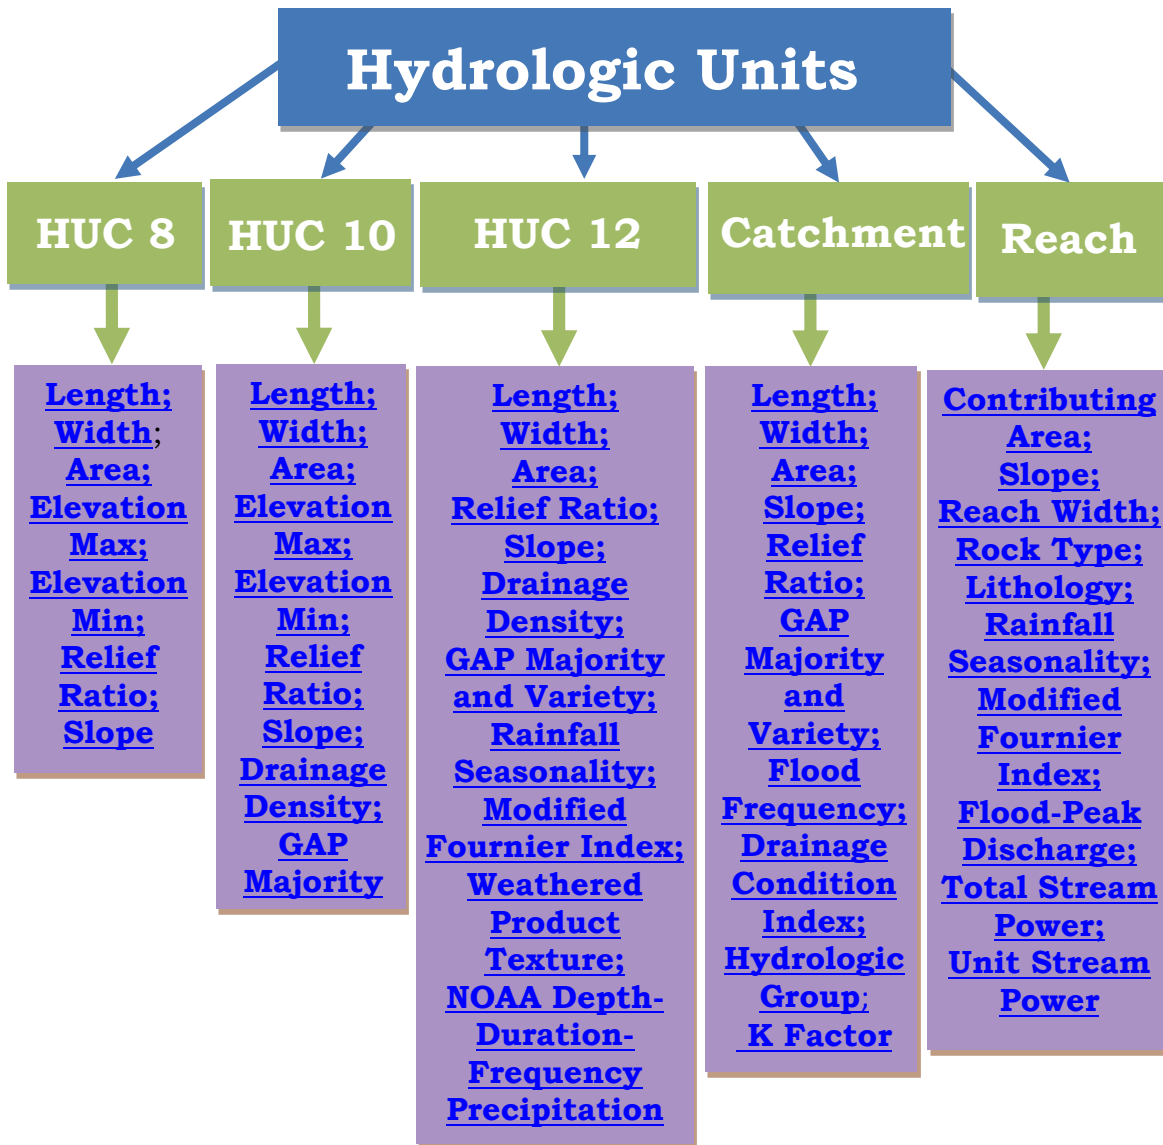 Hydrologic Units
HUC 8
HUC 10
HUC 12
Catchment
Reach
Length;
Width;
Area;
Elevation
Max;
Elevation
Min;
Relief
Ratio;
Slope
Length;
Width;
Area;
Elevation
Max;
Elevation
Min;
Relief
Ratio;
Slope;
Drainage
Density;
GAP
Majority
Length;
Width;
Area;
Relief Ratio;
Slope;
Drainage
Density;
GAP Majority
and Variety;
Rainfall
Seasonality;
Modified
Fournier Index;
Weathered
Product
Texture;
NOAA Depth-
Duration-
Frequency
Precipitation
Length;
Width;
Area;
Slope;
Relief
Ratio;
GAP
Majority
and
Variety;
Flood
Frequency;
Drainage
Condition
Index;
Hydrologic
Group;
K Factor
Contributing
Area;
Slope;
Reach Width;
Rock Type;
Lithology;
Rainfall
Seasonality;
Modified
Fournier
Index;
Flood-Peak
Discharge;
Total Stream
Power;
Unit Stream
Power